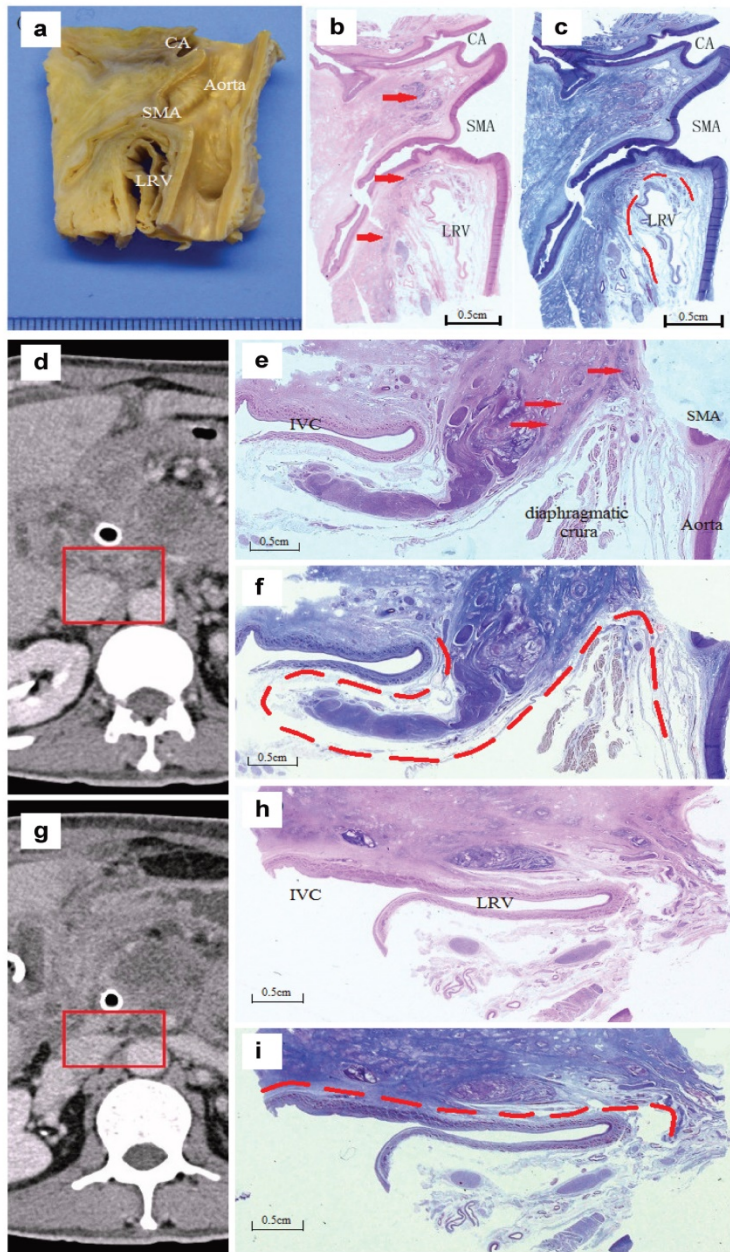 a
CA
Aorta
SMA
LRV
b
CA
SMA
LRV
0.5cm
c
CA
SMA
LRV
0.5cm
d
e
IVC
SMA
diaphragmatic
crura
Aorta
0.5cm
f
0.5cm
g
h
IVC
LRV
0.5cm
i
0.5cm